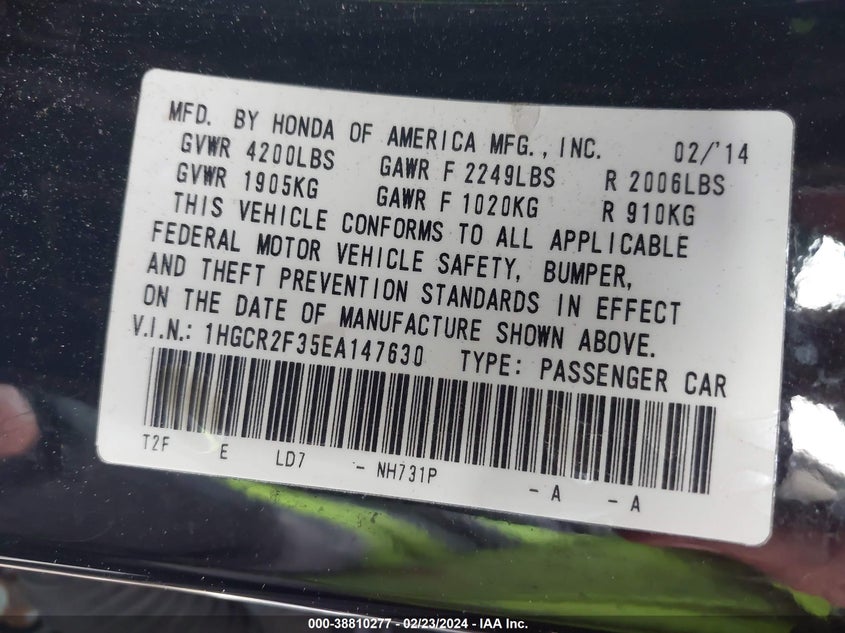 MFD. BY HONDA OF AMERICA MFG., INC. 02/'14
GVWR 4200LBS GAWR F 2249LBS R 2006LBS
GVWR 1905KG GAWR F 1020KG R 910KG
THIS VEHICLE CONFORMS TO ALL APPLICABLE
FEDERAL MOTOR VEHICLE SAFETY, BUMPER,
AND THEFT PREVENTION STANDARDS IN EFFECT
ON THE DATE OF MANUFACTURE SHOWN ABOVE.
V.I.N.: 1HGCR2F35EA147630 TYPE: PASSENGER CAR
T2F E LD7 - NH731P - A - A
000-38810277 - 02/23/2024 - IAA Inc.